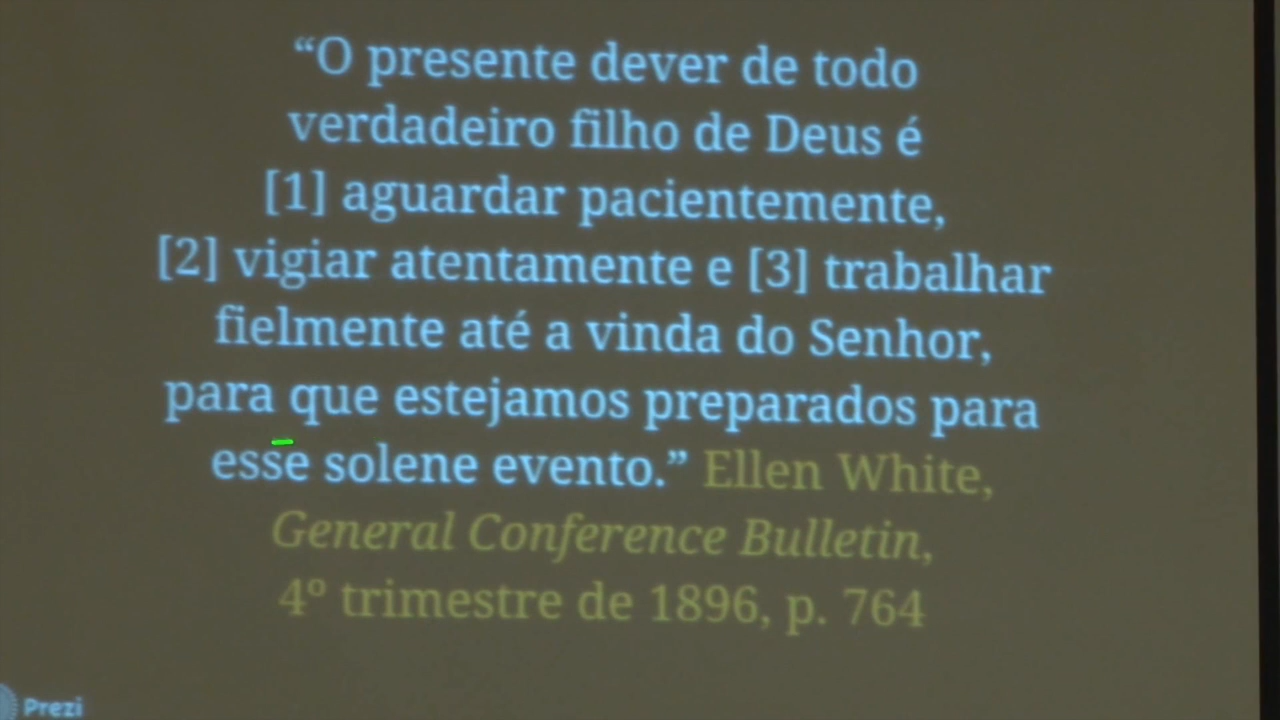 “O presente dever de todo
verdadeiro filho de Deus é
[1] aguardar pacientemente,
[2] vigiar atentamente e [3] trabalhar
fielmente até a vinda do Senhor,
para que estejamos preparados para
esse solene evento.” Ellen White,
General Conference Bulletin,
4º trimestre de 1896, p. 764
Prezi